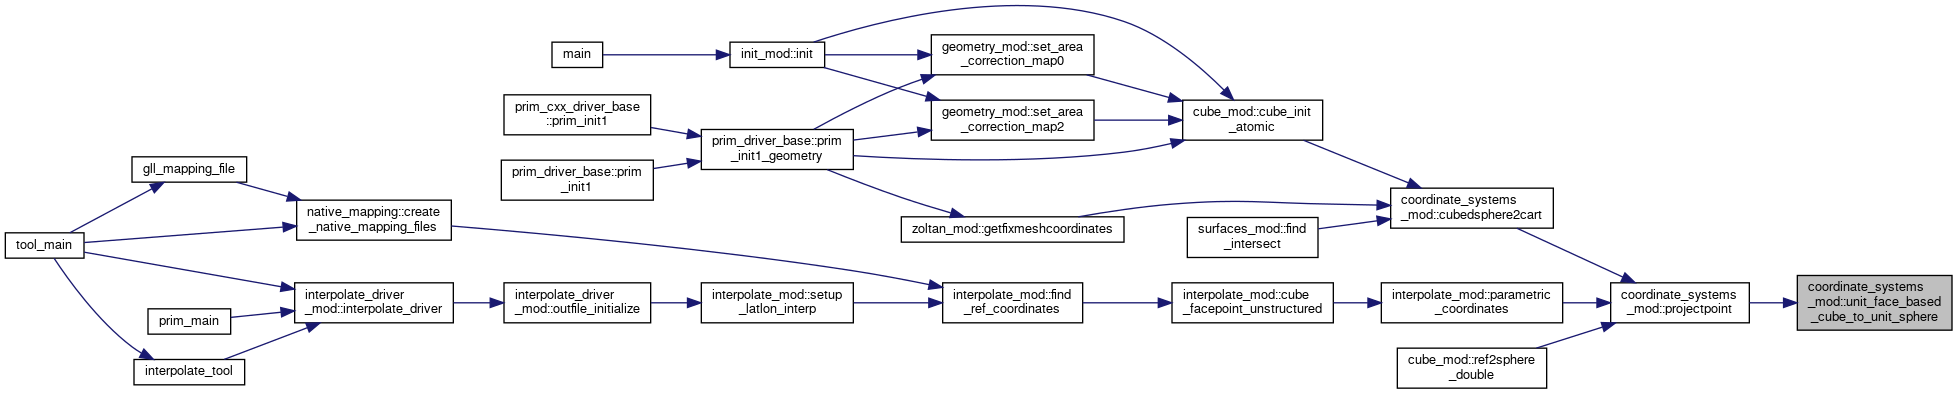 main
init_mod::init
geometry_mod::set_area
_correction_map0
prim_cxx_driver_base
::prim_init1
geometry_mod::set_area
_correction_map2
cube_mod::cube_init
_atomic
prim_driver_base::prim
_init1_geometry
gll_mapping_file
prim_driver_base::prim
_init1
native_mapping::create
_native_mapping_files
coordinate_systems
_mod::cubedsphere2cart
tool_main
zoltan_mod::getfixmeshcoordinates
surfaces_mod::find
_intersect
interpolate_driver
_mod::interpolate_driver
interpolate_driver
_mod::outfile_initialize
interpolate_mod::setup
_latlon_interp
interpolate_mod::find
_ref_coordinates
interpolate_mod::cube
_facepoint_unstructured
interpolate_mod::parametric
_coordinates
coordinate_systems
_mod::projectpoint
coordinate_systems
_mod::unit_face_based
_cube_to_unit_sphere
prim_main
interpolate_tool
cube_mod::ref2sphere
_double